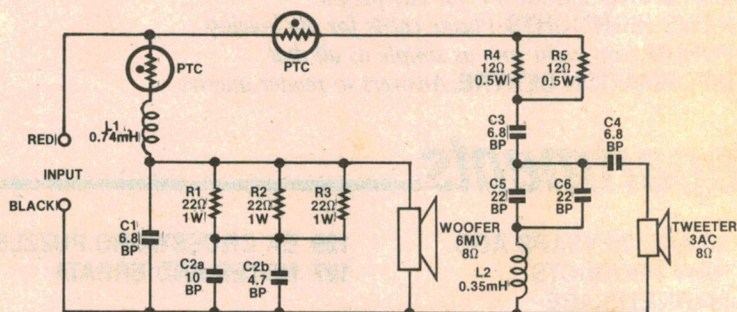 PTC
PTC
L1
0.74mH
RED
INPUT
BLACK
C1
6.8
BP
R1
22Ω
1W
R2
22Ω
1W
R3
22Ω
1W
C2a
10
BP
C2b
4.7
BP
WOOFER
6MV
8Ω
R4
12Ω
0.5W
R5
12Ω
0.5W
C3
6.8
BP
C4
6.8
BP
C5
22
BP
C6
22
BP
L2
0.35mH
TWEETER
3AC
8Ω